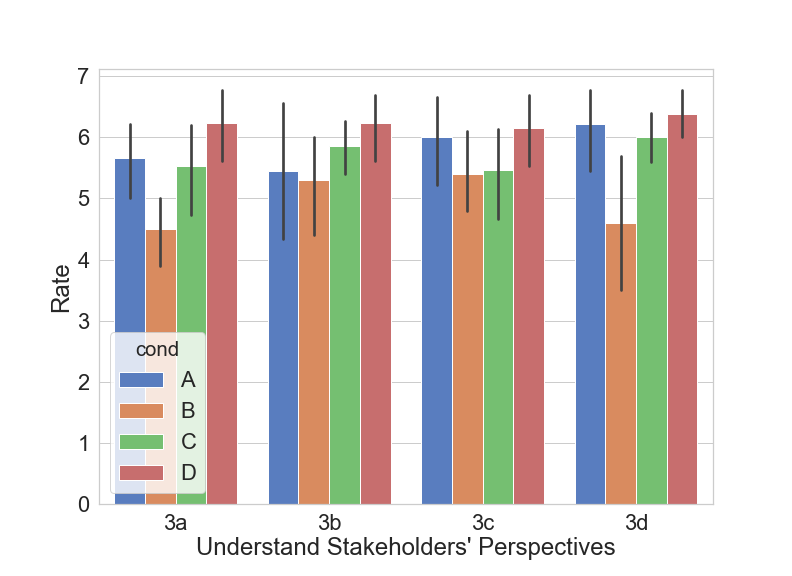 7
6
5
4
3
2
1
0
Rate
cond
A
B
C
D
3a 3b 3c 3d
Understand Stakeholders' Perspectives